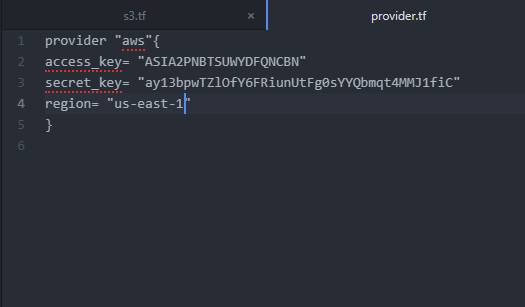 s3.tf × provider.tf
1 provider "aws"{
2 access_key= "ASIA2PNBTSUWYDFQNCBN"
3 secret_key= "ay13bpwTZlOfY6FRiunUtFg0sYYQbmqt4MMJ1fiC"
4 region= "us-east-1"
5 }
6